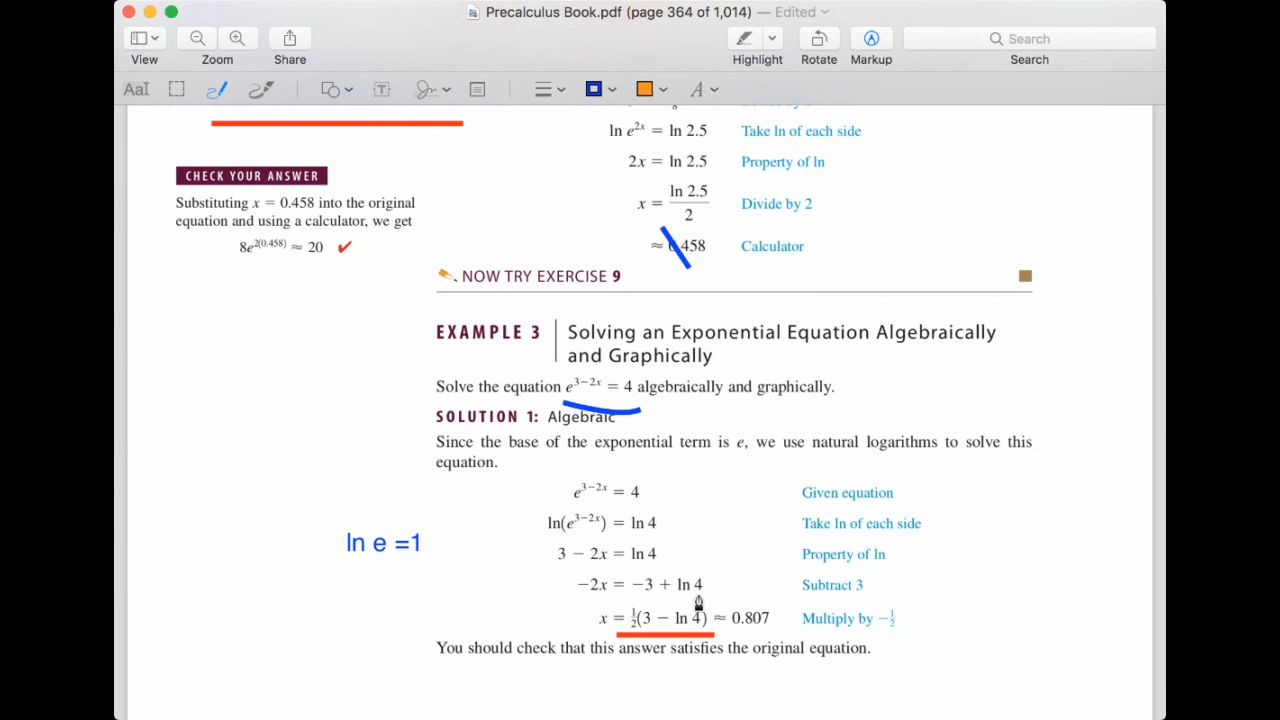 Precalculus Book.pdf (page 364 of 1,014) — Edited
View
Zoom
Share
Highlight
Rotate
Markup
Search
Search
ln e^{2x} = ln 2.5 Take ln of each side
2x = ln 2.5 Property of ln
x = \frac{ln 2.5}{2} Divide by 2
≈ 0.458 Calculator
CHECK YOUR ANSWER
Substituting x = 0.458 into the original
equation and using a calculator, we get
8e^{2(0.458)} ≈ 20 ✔
NOW TRY EXERCISE 9
EXAMPLE 3 | Solving an Exponential Equation Algebraically
and Graphically
Solve the equation e^{3−2x} = 4 algebraically and graphically.
SOLUTION 1: Algebraic
Since the base of the exponential term is e, we use natural logarithms to solve this
equation.
e^{3−2x} = 4 Given equation
ln(e^{3−2x}) = ln 4 Take ln of each side
ln e =1
3 − 2x = ln 4 Property of ln
−2x = −3 + ln 4 Subtract 3
x = \frac{1}{2}(3 − ln 4) ≈ 0.807 Multiply by −\frac{1}{2}
You should check that this answer satisfies the original equation.